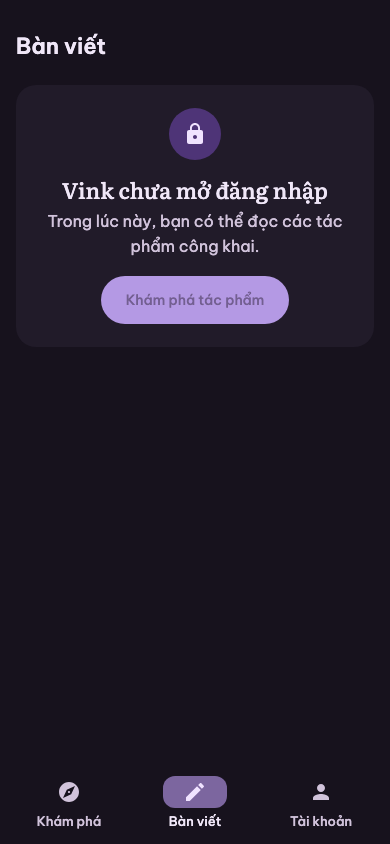 Bàn viết
Vink chưa mở đăng nhập
Trong lúc này, bạn có thể đọc các tác
phẩm công khai.
Khám phá tác phẩm
Khám phá
Bàn viết
Tài khoản